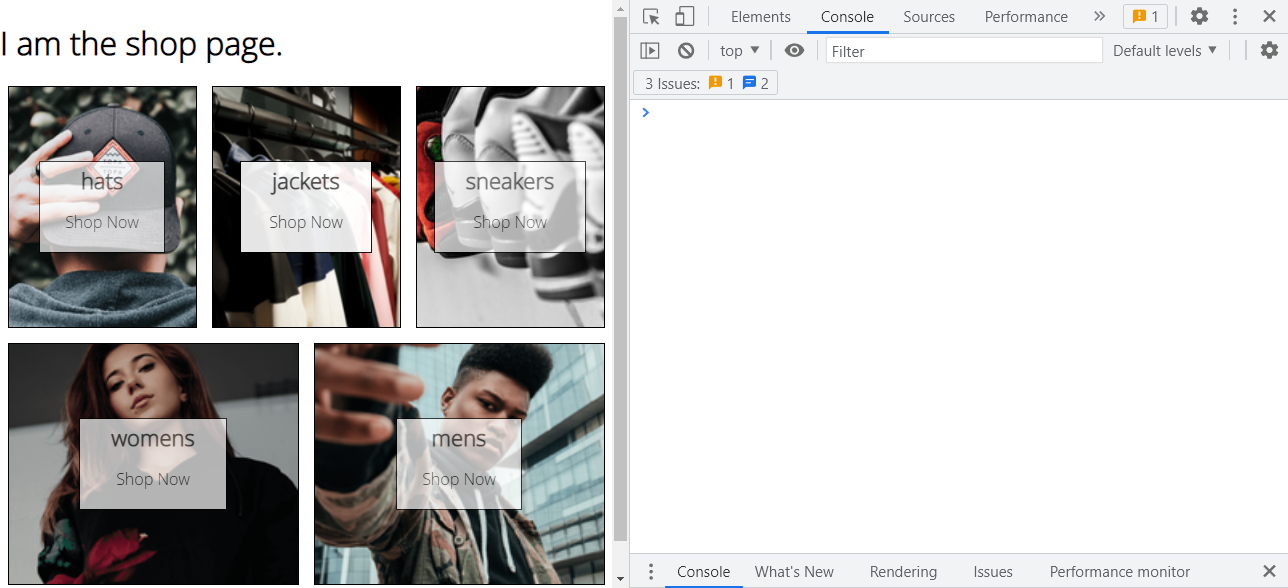 I am the shop page.
hats
Shop Now
jackets
Shop Now
sneakers
Shop Now
womens
Shop Now
mens
Shop Now
Elements Console Sources Performance 1
top Filter Default levels
3 Issues: 1 2
Console What's New Rendering Issues Performance monitor